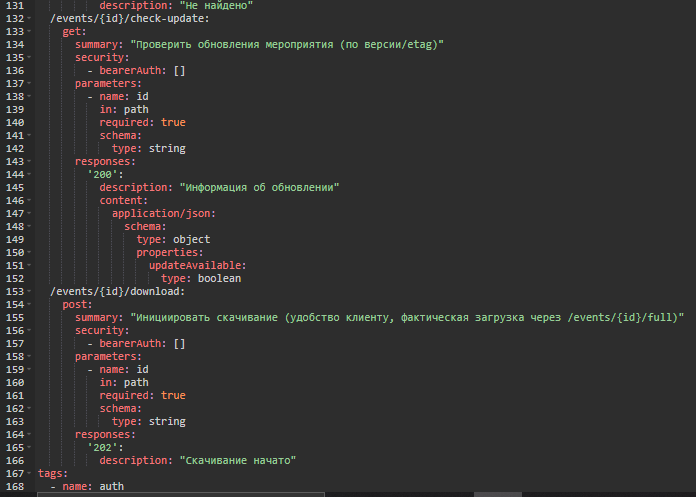 131 description: "Не найдено"
132 /events/{id}/check-update:
133 get:
134 summary: "Проверить обновления мероприятия (по версии/etag)"
135 security:
136 - bearerAuth: []
137 parameters:
138 - name: id
139 in: path
140 required: true
141 schema:
142 type: string
143 responses:
144 '200':
145 description: "Информация об обновлении"
146 content:
147 application/json:
148 schema:
149 type: object
150 properties:
151 updateAvailable:
152 type: boolean
153 /events/{id}/download:
154 post:
155 summary: "Инициировать скачивание (удобство клиенту, фактическая загрузка через /events/{id}/full)"
156 security:
157 - bearerAuth: []
158 parameters:
159 - name: id
160 in: path
161 required: true
162 schema:
163 type: string
164 responses:
165 '202':
166 description: "Скачивание начато"
167 tags:
168 - name: auth